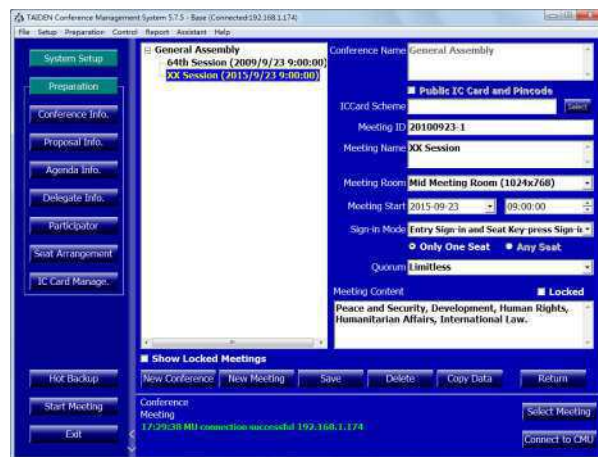 TAIDEN Conference Management System 5.7.5 - Base (Connected:192.168.1.174)
File Setup Preparation Control Report Assistant Help
System Setup
Preparation
Conference Info.
Proposal Info.
Agenda Info.
Delegate Info.
Participator
Seat Arrangement
IC Card Manage.
Hot Backup
Start Meeting
Exit
General Assembly
64th Session (2009/9/23 9:00:00)
XX Session (2015/9/23 9:00:00)
Show Locked Meetings
Conference Name General Assembly
Public IC Card and Pincode
ICCard Scheme Select
Meeting ID 20100923-1
Meeting Name XX Session
Meeting Room Mid Meeting Room (1024x768)
Meeting Start 2015-09-23 09:00:00
Sign-in Mode Entry Sign-in and Seat Key-press Sign-in
Only One Seat Any Seat
Quorum Limitless
Meeting Content Locked
Peace and Security, Development, Human Rights,
Humanitarian Affairs, International Law.
New Conference New Meeting Save Delete Copy Data Return
Conference
Meeting
17:29:38 MU connection successful 192.168.1.174
Select Meeting
Connect to CMU